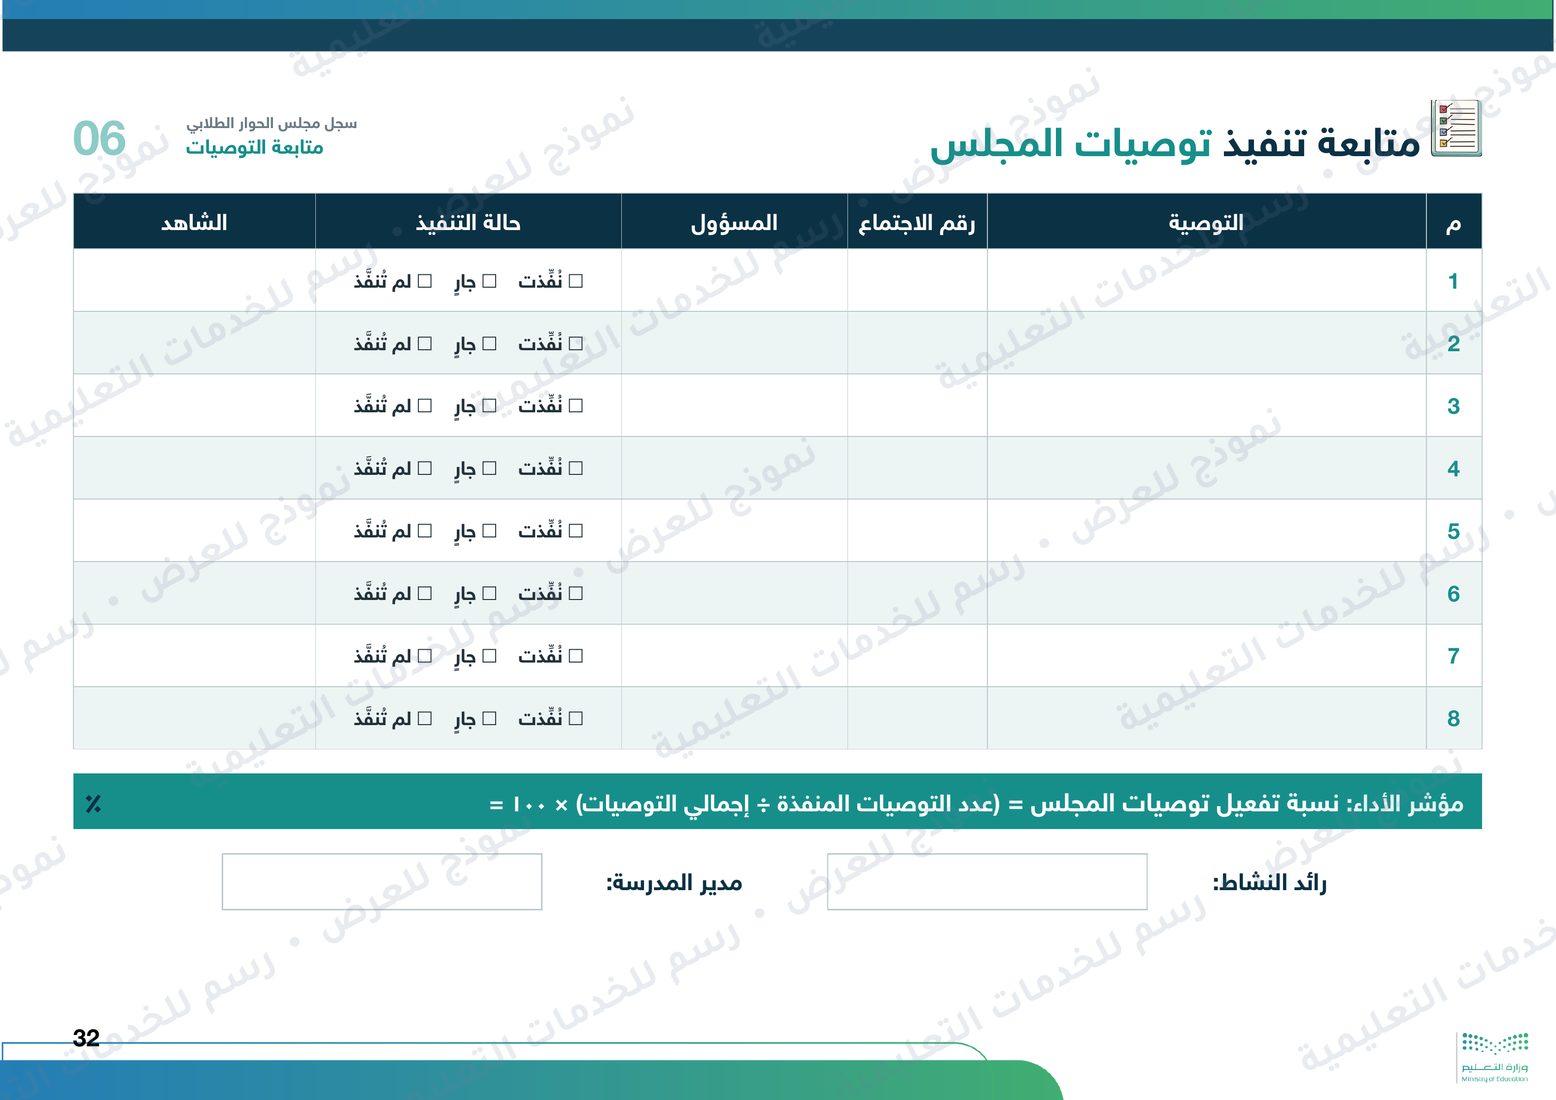 متابعة تنفيذ توصيات المجلس
سجل مجلس الحوار الطلابي
متابعة التوصيات
06
م التوصية رقم الاجتماع المسؤول حالة التنفيذ الشاهد
1 ☐ نُفِّذت ☐ جارٍ ☐ لم تُنفَّذ
2 ☐ نُفِّذت ☐ جارٍ ☐ لم تُنفَّذ
3 ☐ نُفِّذت ☐ جارٍ ☐ لم تُنفَّذ
4 ☐ نُفِّذت ☐ جارٍ ☐ لم تُنفَّذ
5 ☐ نُفِّذت ☐ جارٍ ☐ لم تُنفَّذ
6 ☐ نُفِّذت ☐ جارٍ ☐ لم تُنفَّذ
7 ☐ نُفِّذت ☐ جارٍ ☐ لم تُنفَّذ
8 ☐ نُفِّذت ☐ جارٍ ☐ لم تُنفَّذ
مؤشر الأداء: نسبة تفعيل توصيات المجلس = (عدد التوصيات المنفذة ÷ إجمالي التوصيات) × ١٠٠ = ٪
رائد النشاط: مدير المدرسة:
32
وزارة التعليم
Ministry of Education
نموذج للعرض • رسم للخدمات التعليمية